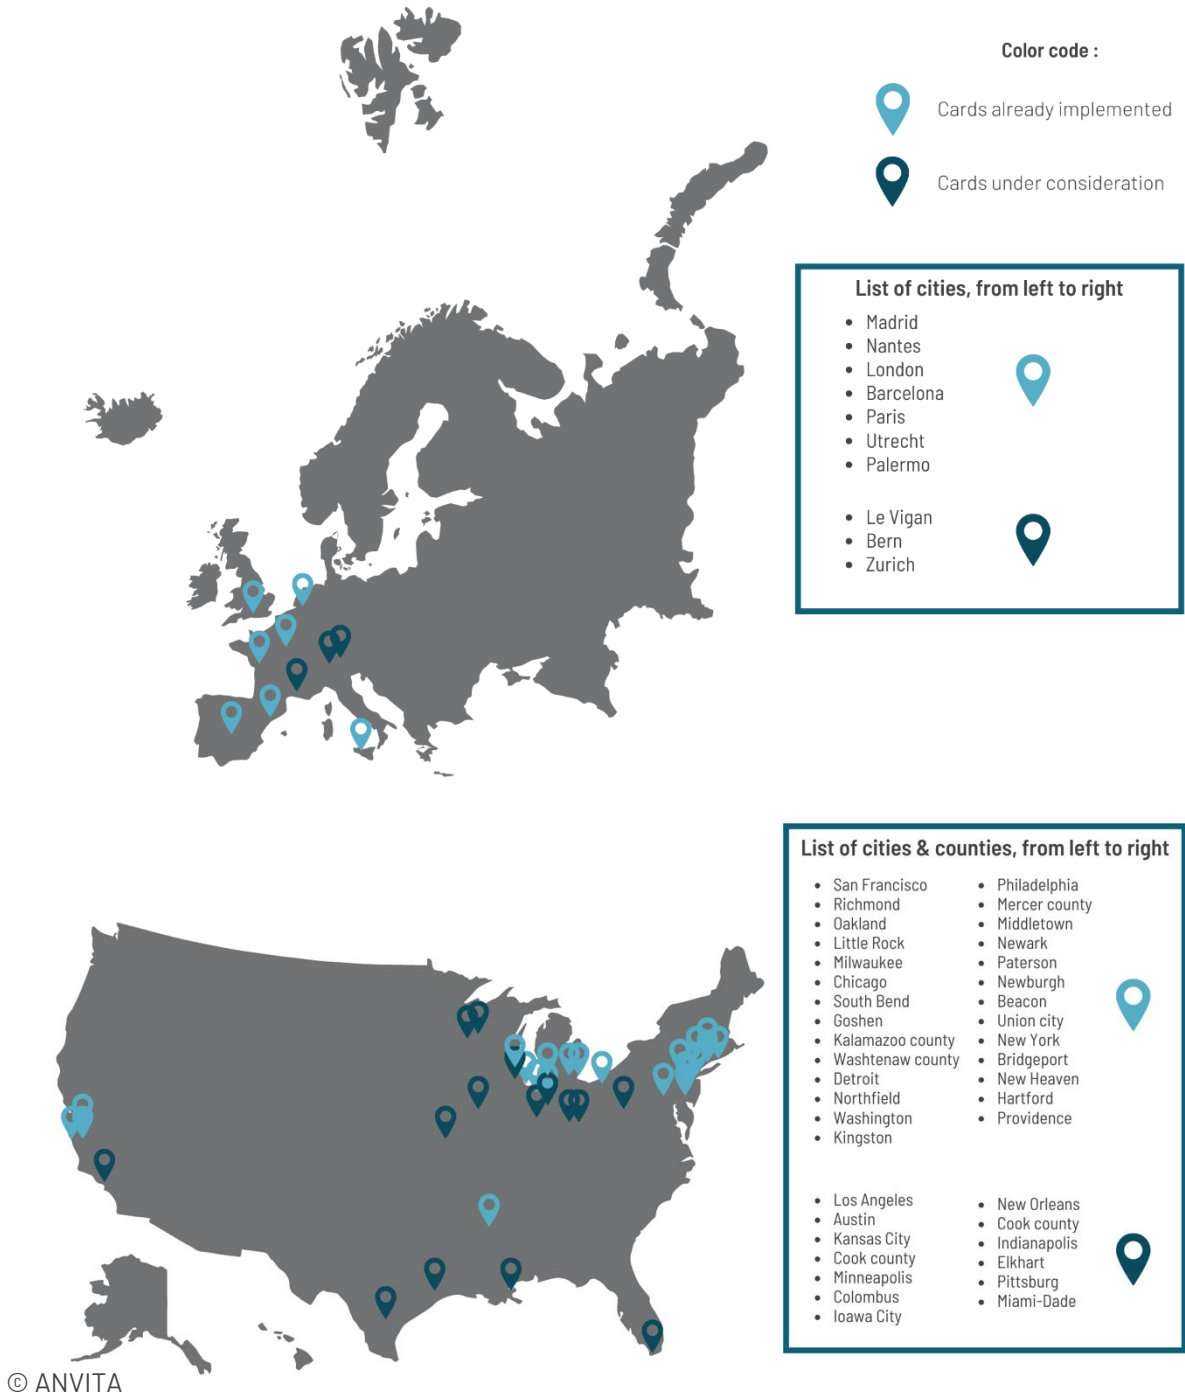 Color code :
Cards already implemented
Cards under consideration
List of cities, from left to right
• Madrid
• Nantes
• London
• Barcelona
• Paris
• Utrecht
• Palermo
• Le Vigan
• Bern
• Zurich
List of cities & counties, from left to right
• San Francisco
• Richmond
• Oakland
• Little Rock
• Milwaukee
• Chicago
• South Bend
• Goshen
• Kalamazoo county
• Washtenaw county
• Detroit
• Northfield
• Washington
• Kingston
• Philadelphia
• Mercer county
• Middletown
• Newark
• Paterson
• Newburgh
• Beacon
• Union city
• New York
• Bridgeport
• New Heaven
• Hartford
• Providence
• Los Angeles
• Austin
• Kansas City
• Cook county
• Minneapolis
• Colombus
• Ioawa City
• New Orleans
• Cook county
• Indianapolis
• Elkhart
• Pittsburg
• Miami-Dade
© ANVITA